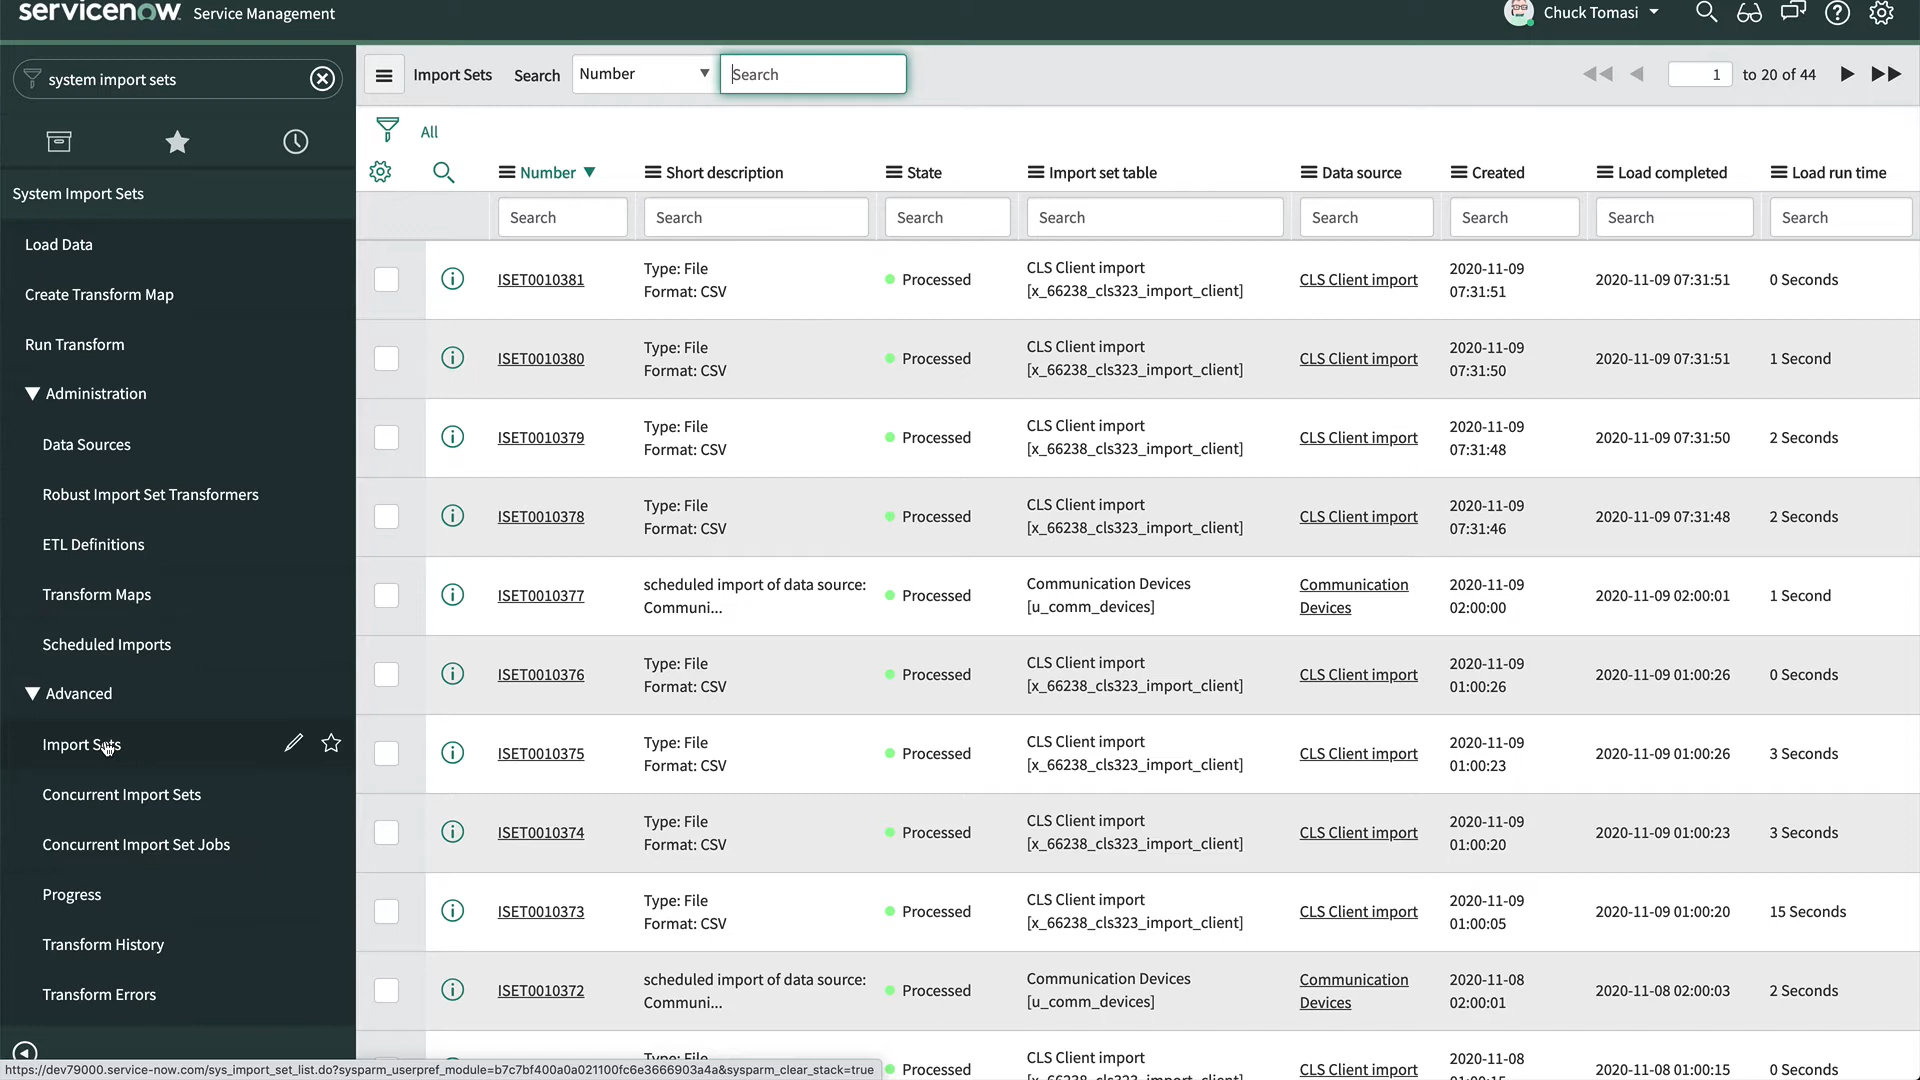 servicenow Service Management
Chuck Tomasi
system import sets
Import Sets Search Number Search
1 to 20 of 44
All
Number Short description State Import set table Data source Created Load completed Load run time
Search Search Search Search Search Search Search Search
System Import Sets
Load Data
Create Transform Map
Run Transform
Administration
Data Sources
Robust Import Set Transformers
ETL Definitions
Transform Maps
Scheduled Imports
Advanced
Import Sets
Concurrent Import Sets
Concurrent Import Set Jobs
Progress
Transform History
Transform Errors
ISET0010381 Type: File Format: CSV Processed CLS Client import [x_66238_cls323_import_client] CLS Client import 2020-11-09 07:31:51 2020-11-09 07:31:51 0 Seconds
ISET0010380 Type: File Format: CSV Processed CLS Client import [x_66238_cls323_import_client] CLS Client import 2020-11-09 07:31:50 2020-11-09 07:31:51 1 Second
ISET0010379 Type: File Format: CSV Processed CLS Client import [x_66238_cls323_import_client] CLS Client import 2020-11-09 07:31:48 2020-11-09 07:31:50 2 Seconds
ISET0010378 Type: File Format: CSV Processed CLS Client import [x_66238_cls323_import_client] CLS Client import 2020-11-09 07:31:46 2020-11-09 07:31:48 2 Seconds
ISET0010377 scheduled import of data source: Communi... Processed Communication Devices [u_comm_devices] Communication Devices 2020-11-09 02:00:00 2020-11-09 02:00:01 1 Second
ISET0010376 Type: File Format: CSV Processed CLS Client import [x_66238_cls323_import_client] CLS Client import 2020-11-09 01:00:26 2020-11-09 01:00:26 0 Seconds
ISET0010375 Type: File Format: CSV Processed CLS Client import [x_66238_cls323_import_client] CLS Client import 2020-11-09 01:00:23 2020-11-09 01:00:26 3 Seconds
ISET0010374 Type: File Format: CSV Processed CLS Client import [x_66238_cls323_import_client] CLS Client import 2020-11-09 01:00:20 2020-11-09 01:00:23 3 Seconds
ISET0010373 Type: File Format: CSV Processed CLS Client import [x_66238_cls323_import_client] CLS Client import 2020-11-09 01:00:05 2020-11-09 01:00:20 15 Seconds
ISET0010372 scheduled import of data source: Communi... Processed Communication Devices [u_comm_devices] Communication Devices 2020-11-08 02:00:01 2020-11-08 02:00:03 2 Seconds
Type: File Processed CLS Client import CLS Client import 2020-11-08 2020-11-08 01:00:15 0 Seconds
https://dev79000.service-now.com/sys_import_set_list.do?sysparm_userpref_module=b7c7bf400a0a021100fc6e3666903a4a&sysparm_clear_stack=true